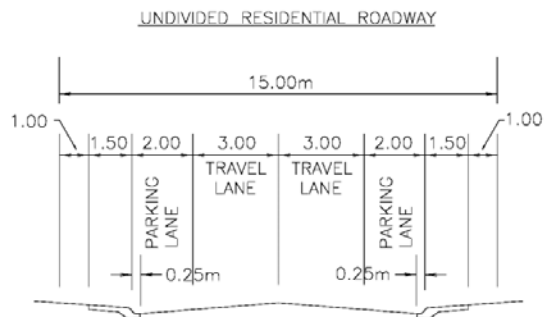 UNDIVIDED RESIDENTIAL ROADWAY
15.00m
1.00
1.00
1.50
2.00
3.00
3.00
2.00
1.50
TRAVEL
LANE
TRAVEL
LANE
PARKING
LANE
PARKING
LANE
0.25m
0.25m